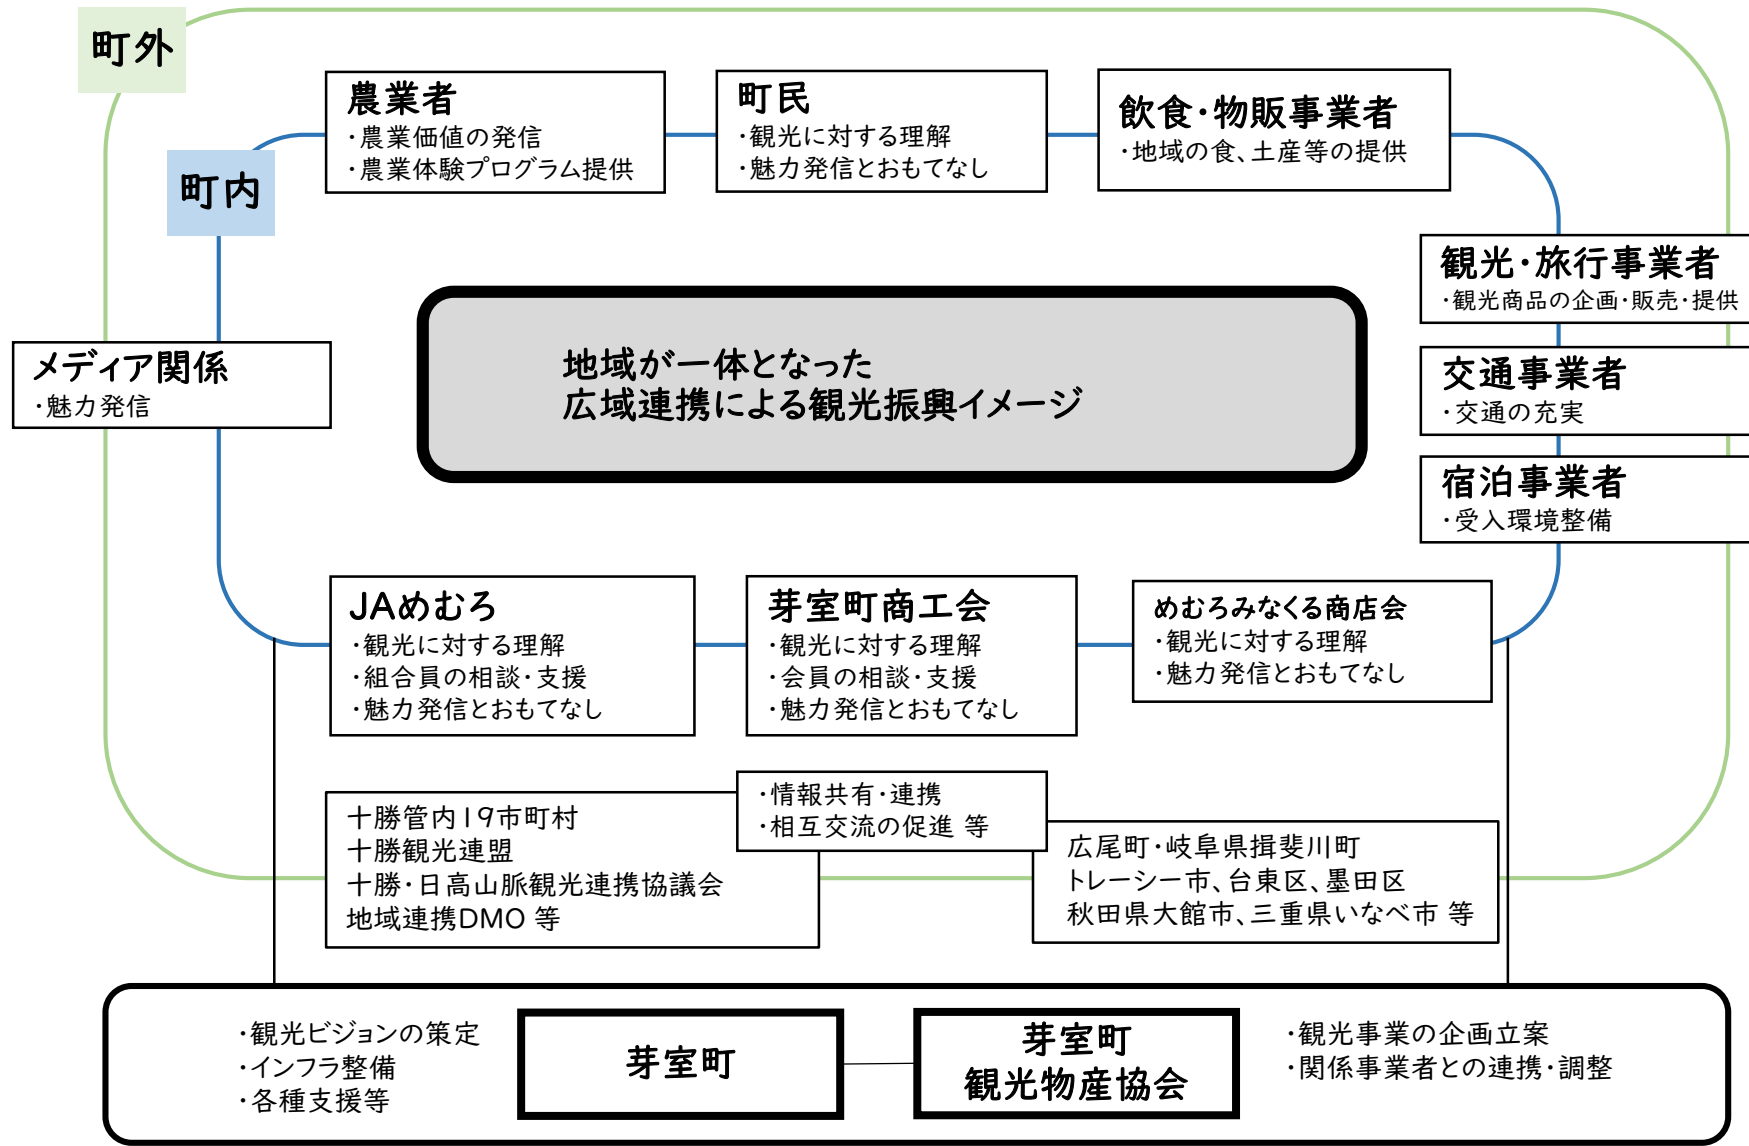 町外
農業者
・農業価値の発信
・農業体験プログラム提供
町民
・観光に対する理解
・魅力発信とおもてなし
飲食・物販事業者
・地域の食、土産等の提供
町内
観光・旅行事業者
・観光商品の企画・販売・提供
メディア関係
・魅力発信
地域が一体となった
広域連携による観光振興イメージ
交通事業者
・交通の充実
宿泊事業者
・受入環境整備
JAめむろ
・観光に対する理解
・組合員の相談・支援
・魅力発信とおもてなし
芽室町商工会
・観光に対する理解
・会員の相談・支援
・魅力発信とおもてなし
めむろみなくる商店会
・観光に対する理解
・魅力発信とおもてなし
十勝管内19市町村
十勝観光連盟
十勝・日高山脈観光連携協議会
地域連携DMO 等
・情報共有・連携
・相互交流の促進 等
広尾町・岐阜県揖斐川町
トレーシー市、台東区、墨田区
秋田県大館市、三重県いなべ市 等
・観光ビジョンの策定
・インフラ整備
・各種支援等
芽室町
芽室町
観光物産協会
・観光事業の企画立案
・関係事業者との連携・調整